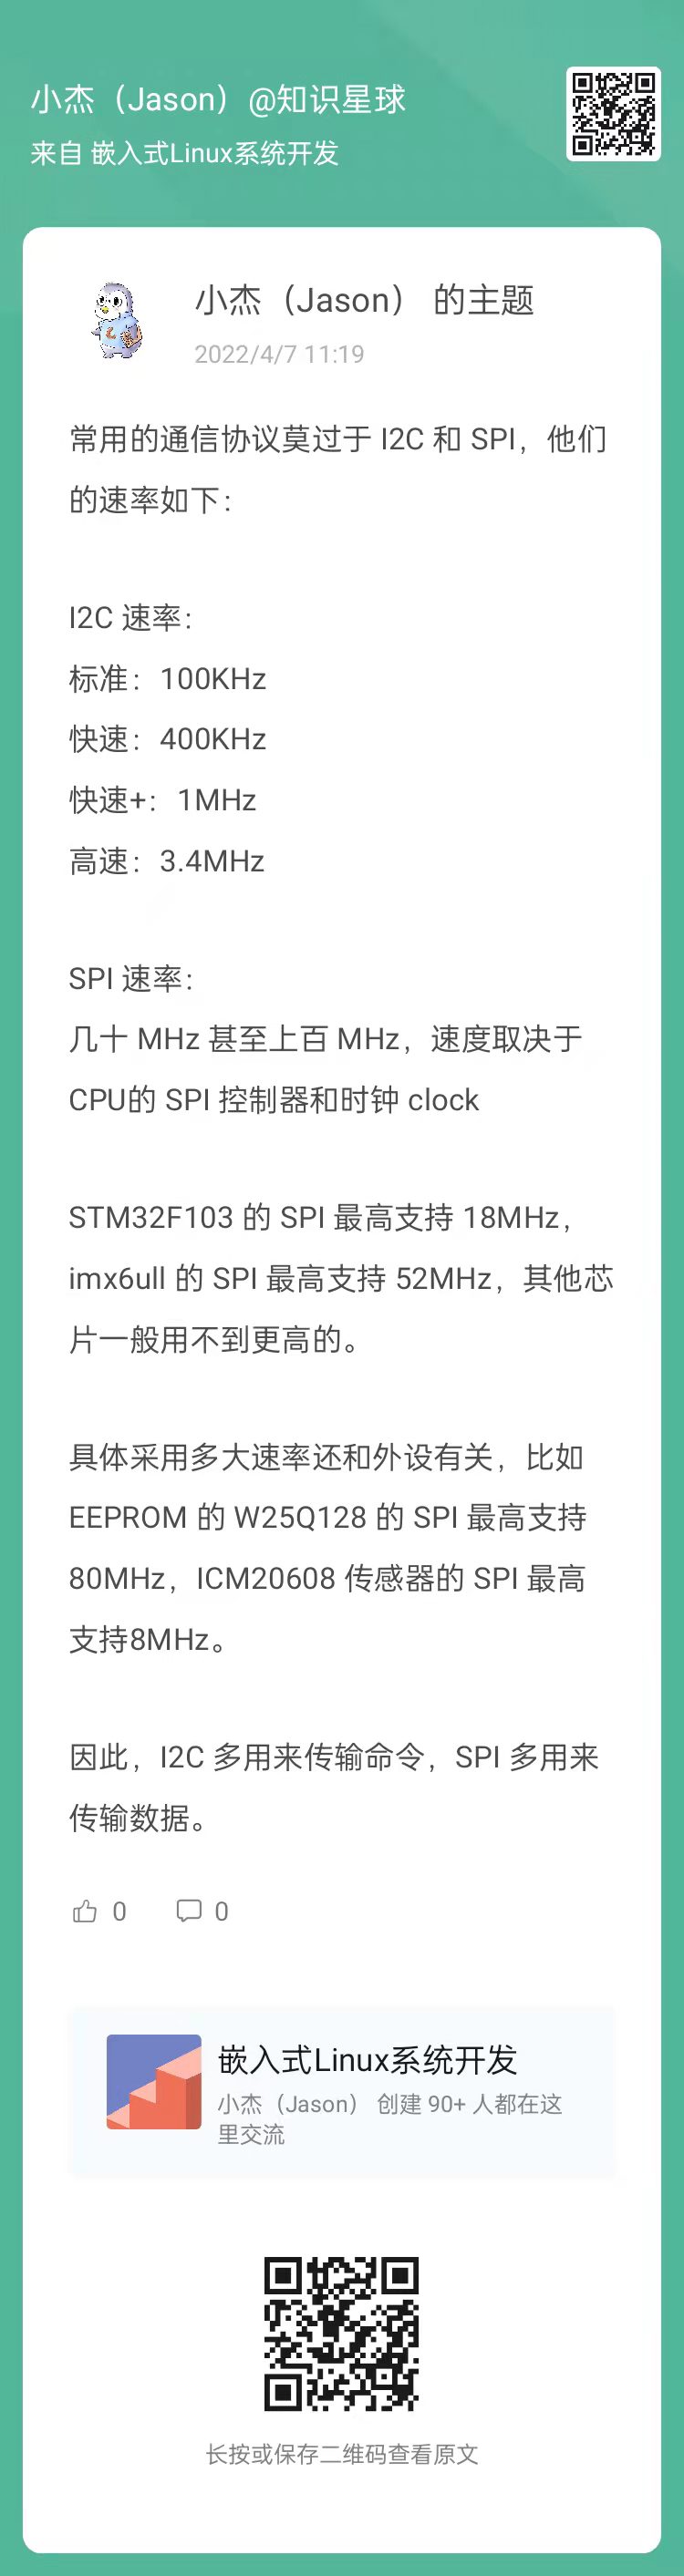 小杰（Jason）@知识星球
来自 嵌入式Linux系统开发
小杰（Jason） 的主题
2022/4/7 11:19
常用的通信协议莫过于 I2C 和 SPI，他们
的速率如下：
I2C 速率：
标准：100KHz
快速：400KHz
快速+：1MHz
高速：3.4MHz
SPI 速率：
几十 MHz 甚至上百 MHz，速度取决于
CPU的 SPI 控制器和时钟 clock
STM32F103 的 SPI 最高支持 18MHz，
imx6ull 的 SPI 最高支持 52MHz，其他芯
片一般用不到更高的。
具体采用多大速率还和外设有关，比如
EEPROM 的 W25Q128 的 SPI 最高支持
80MHz，ICM20608 传感器的 SPI 最高
支持8MHz。
因此，I2C 多用来传输命令，SPI 多用来
传输数据。
0 0
嵌入式Linux系统开发
小杰（Jason） 创建 90+ 人都在这
里交流
长按或保存二维码查看原文